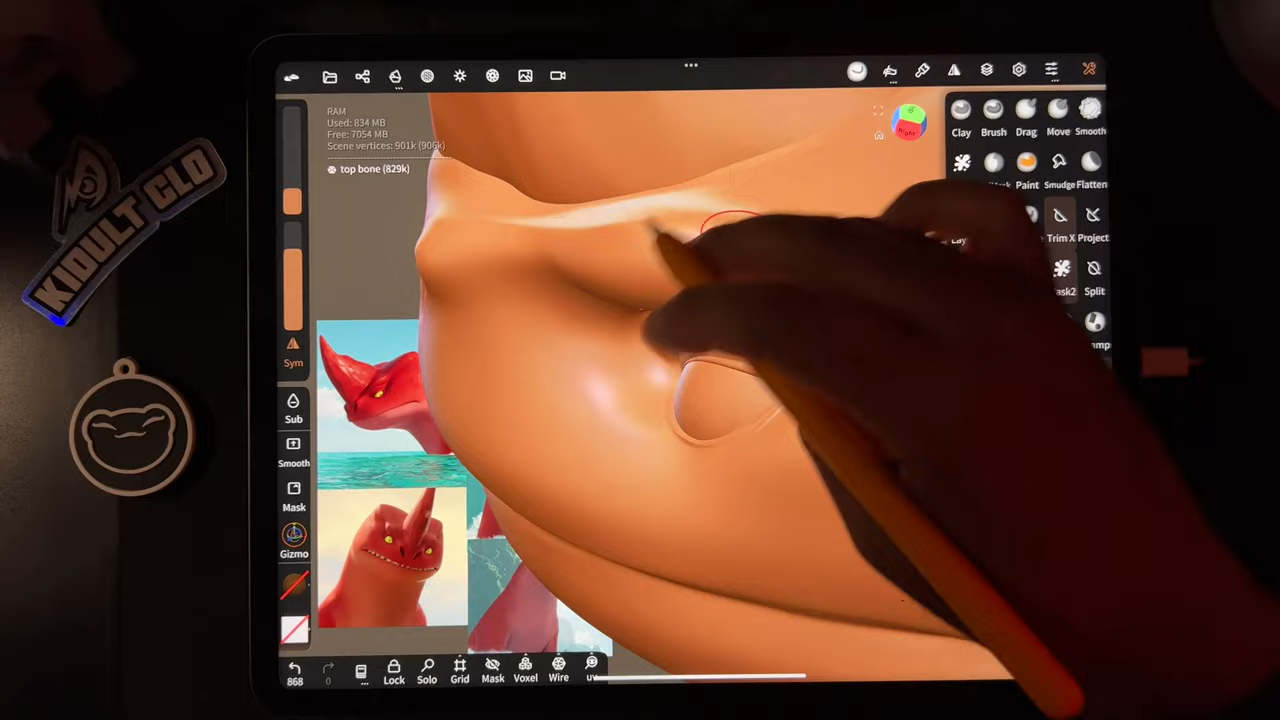 KIDULT CLO
RAM
Used: 834 MB
Free: 7054 MB
Scene vertices: 901k (906k)
top bone (829k)
Right
Clay
Brush
Drag
Move
Smooth
Paint
Smudge
Flatten
Trim X
Project
Split
Sym
Sub
Smooth
Mask
Gizmo
868
0
Lock
Solo
Grid
Mask
Voxel
Wire